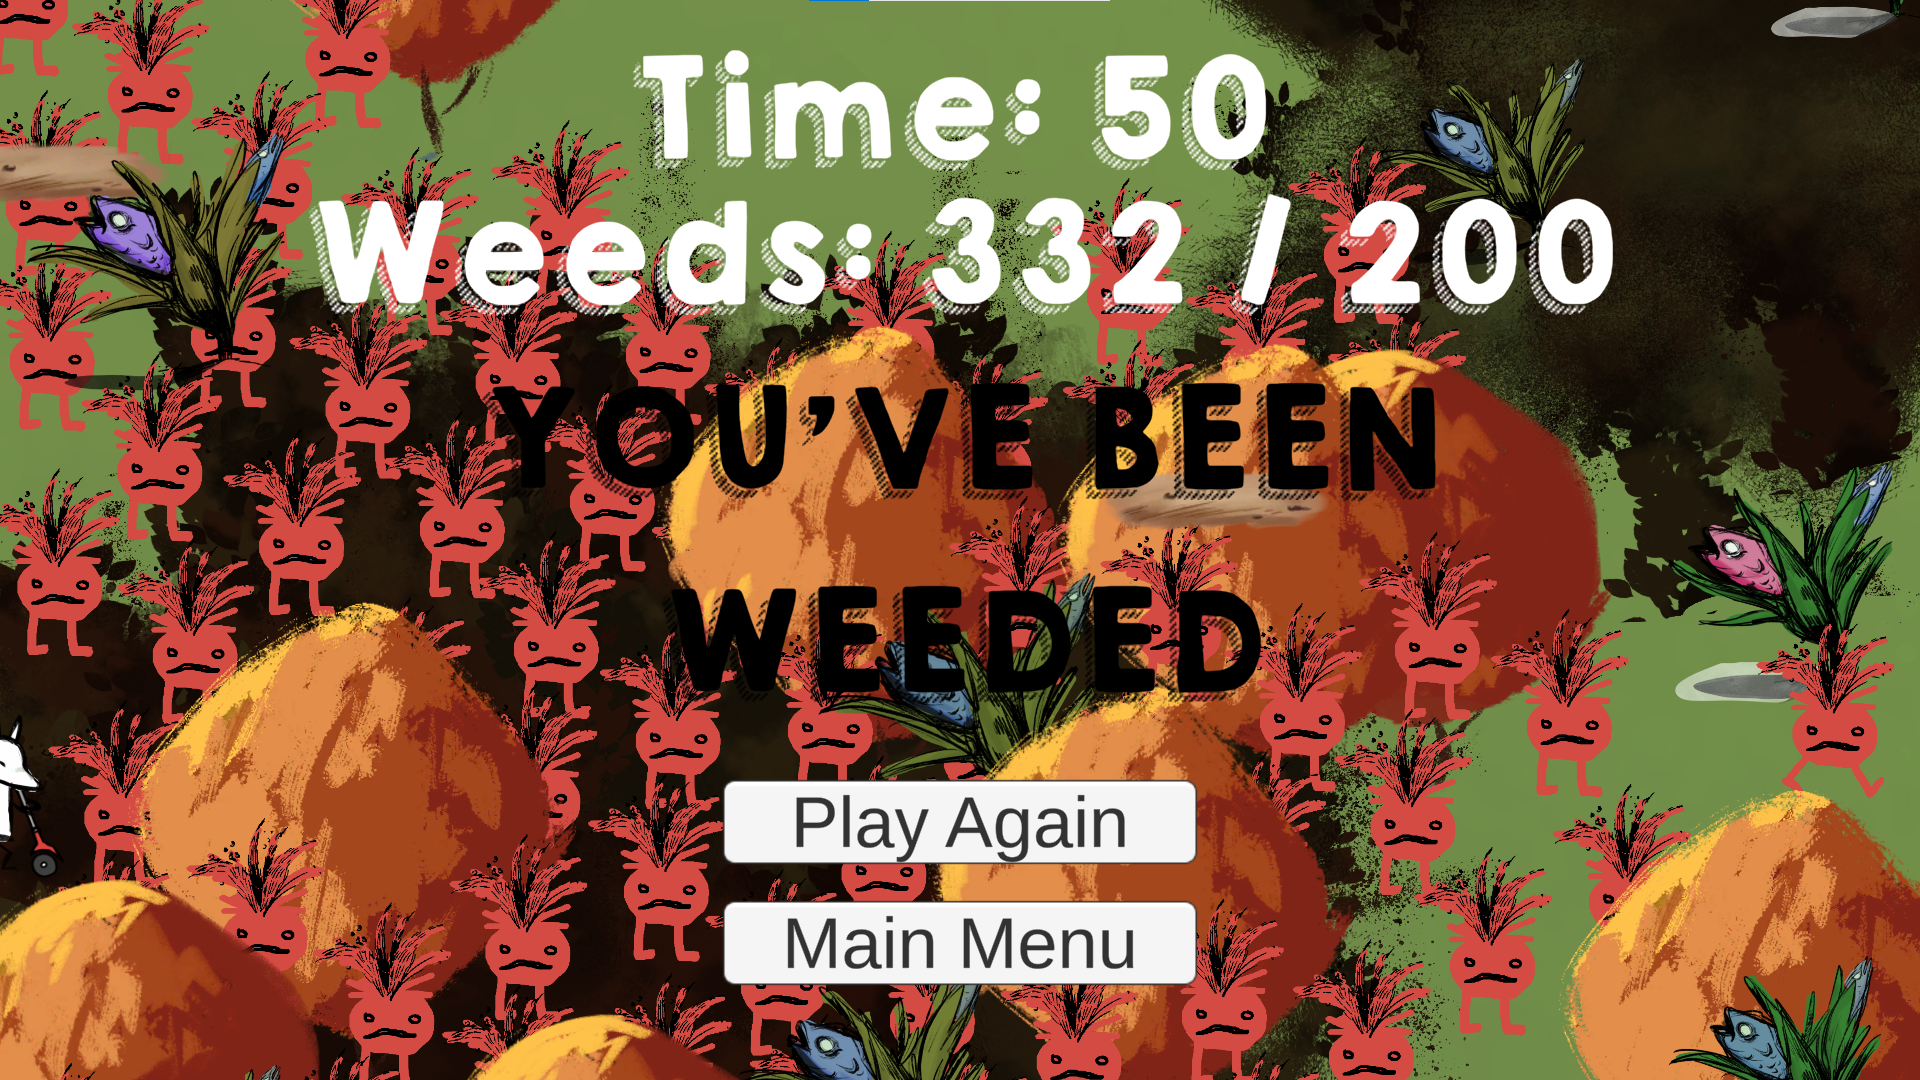 Time: 50
Weeds: 332 / 200
YOU'VE BEEN
WEEDED
Play Again
Main Menu